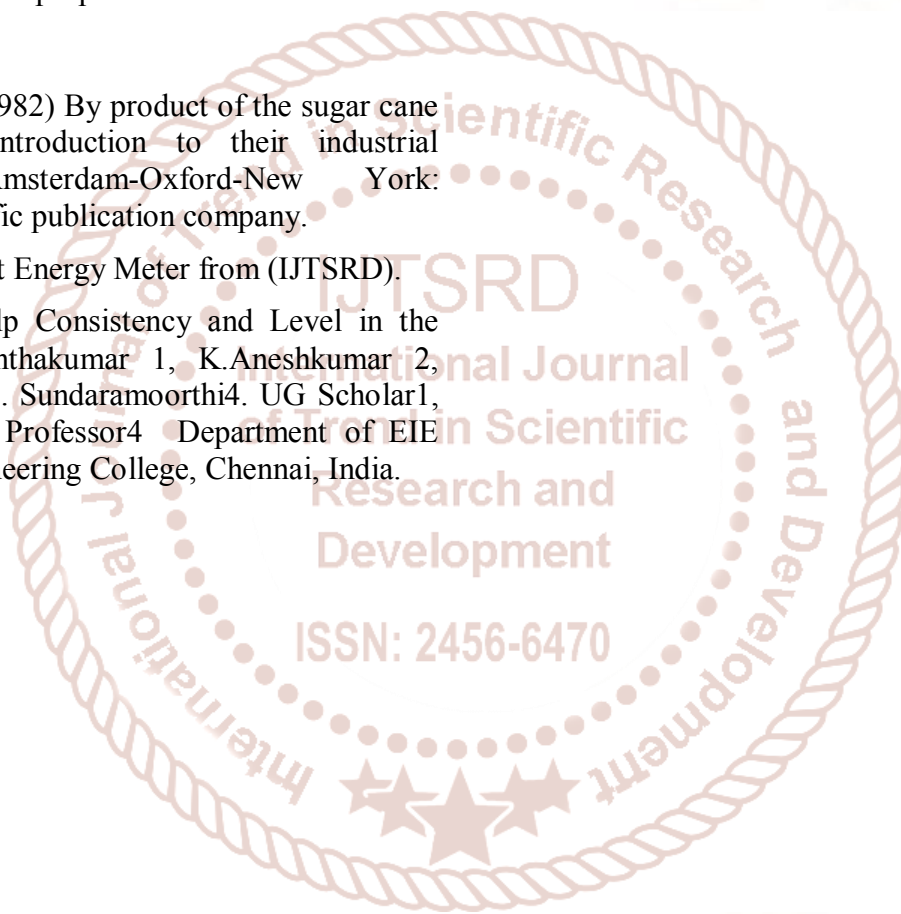 982) By product of the sugar cane
ntroduction to their industrial
msterdam-Oxford-New York:
fic publication company.
t Energy Meter from (IJTSRD).
lp Consistency and Level in the
nthakumar 1, K.Aneshkumar 2,
. Sundaramoorthi4. UG Scholar1,
Professor4 Department of EIE
eering College, Chennai, India.
International Journal of Trend in Scientific Research and Development
IJTSRD
International Journal
of Trend in Scientific
Research and
Development
ISSN: 2456-6470